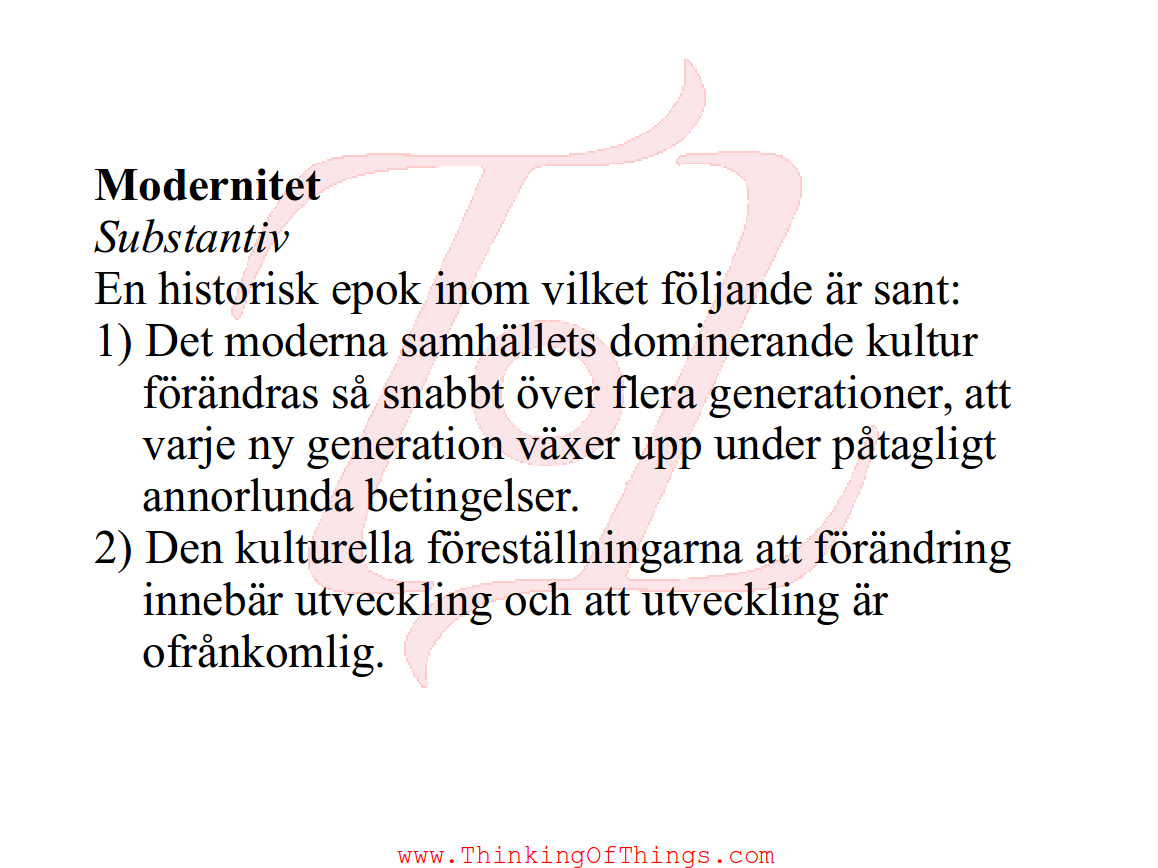 Modernitet
Substantiv
En historisk epok inom vilket följande är sant:
1) Det moderna samhällets dominerande kultur
förändras så snabbt över flera generationer, att
varje ny generation växer upp under påtagligt
annorlunda betingelser.
2) Den kulturella föreställningarna att förändring
innebär utveckling och att utveckling är
ofrånkomlig.
www.ThinkingOfThings.com